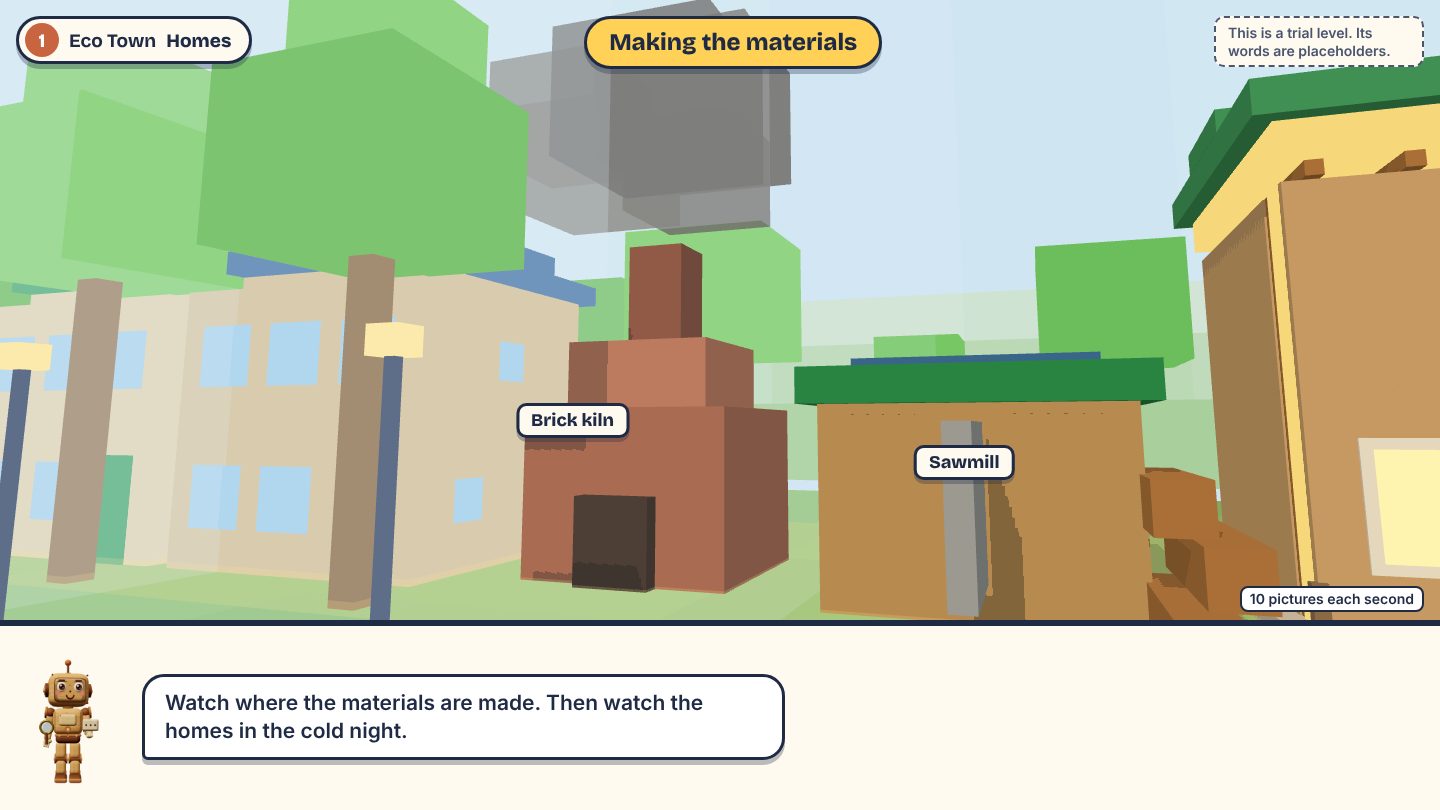 1 Eco Town Homes
Making the materials
This is a trial level. Its
words are placeholders.
Brick kiln
Sawmill
10 pictures each second
Watch where the materials are made. Then watch the
homes in the cold night.